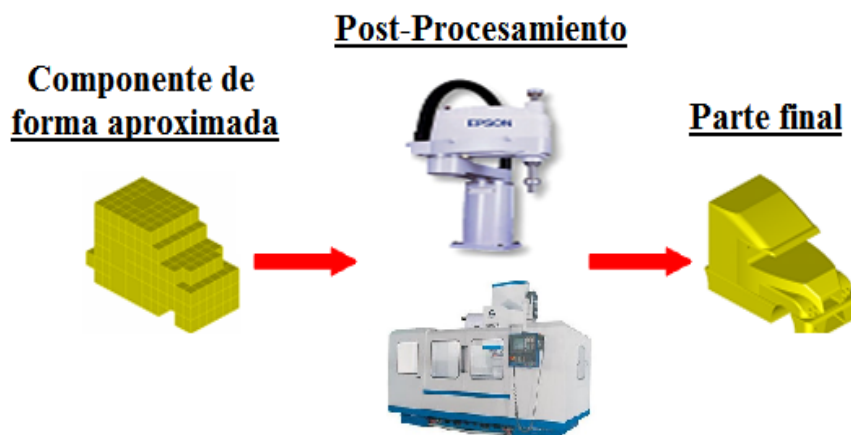 Post-Procesamiento
Componente de
forma aproximada
EPSON
Parte final